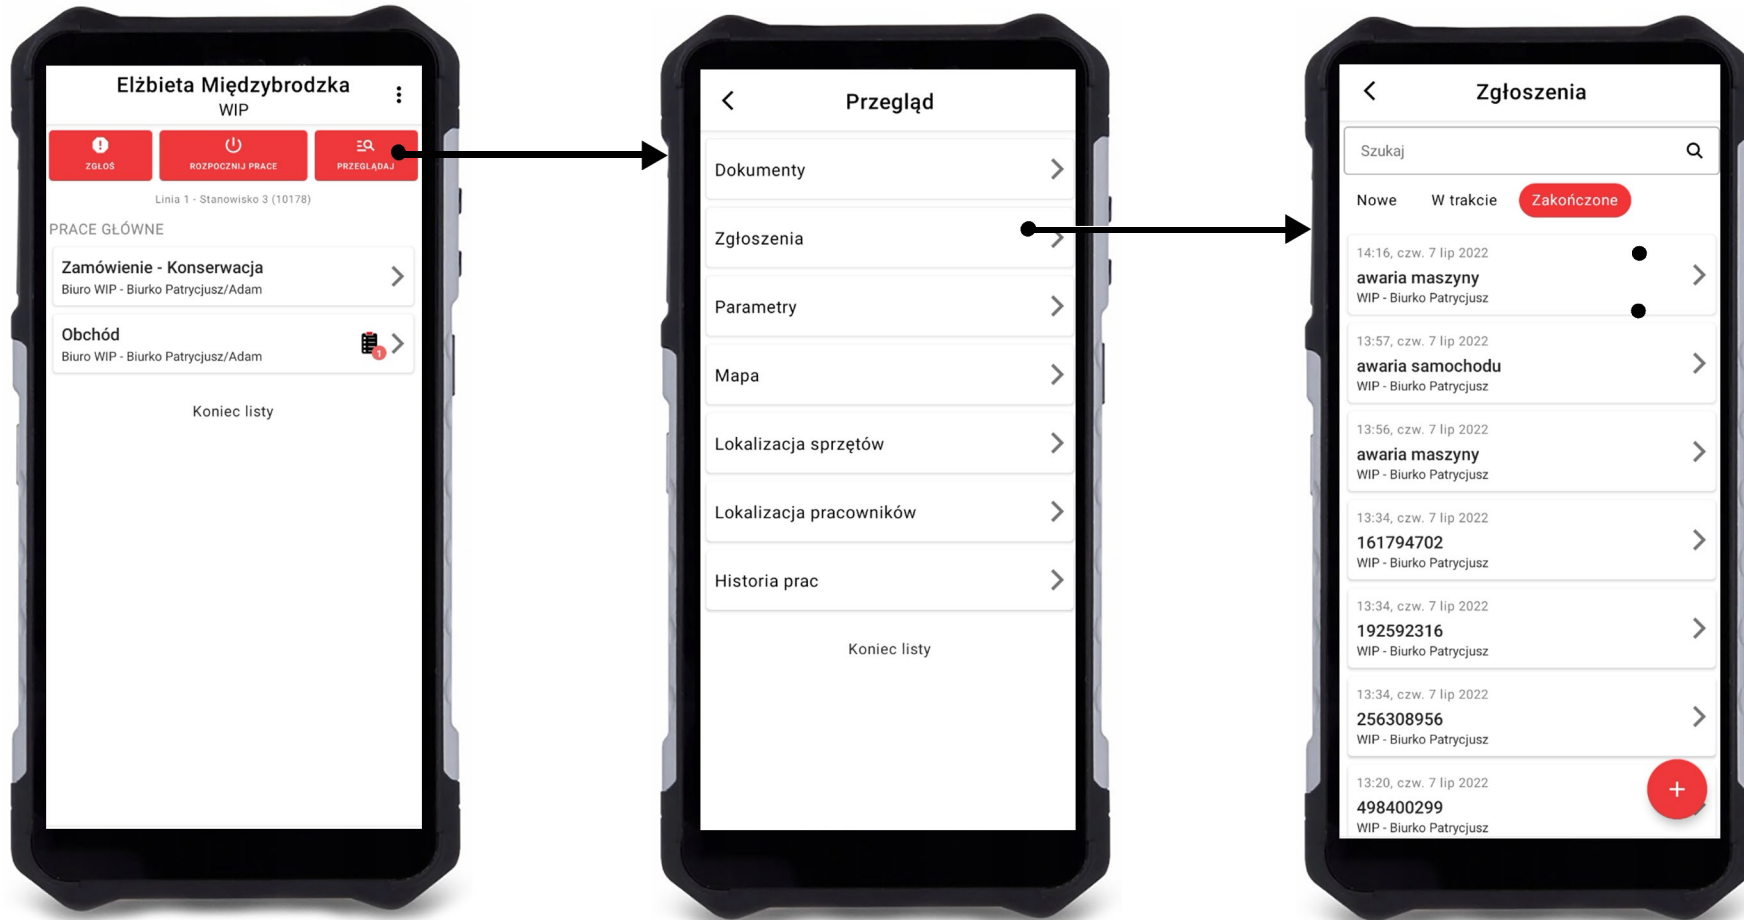 Elżbieta Międzybrodzka
WIP
ZGŁOŚ
ROZPOCZNIJ PRACE
PRZEGLĄDAJ
Linia 1 - Stanowisko 3 (10178)
PRACE GŁÓWNE
Zamówienie - Konserwacja
Biuro WIP - Biurko Patrycjusz/Adam
Obchód
Biuro WIP - Biurko Patrycjusz/Adam
1
Koniec listy
Przegląd
Dokumenty
Zgłoszenia
Parametry
Mapa
Lokalizacja sprzętów
Lokalizacja pracowników
Historia prac
Koniec listy
Zgłoszenia
Szukaj
Nowe W trakcie Zakończone
14:16, czw. 7 lip 2022
awaria maszyny
WIP - Biurko Patrycjusz
13:57, czw. 7 lip 2022
awaria samochodu
WIP - Biurko Patrycjusz
13:56, czw. 7 lip 2022
awaria maszyny
WIP - Biurko Patrycjusz
13:34, czw. 7 lip 2022
161794702
WIP - Biurko Patrycjusz
13:34, czw. 7 lip 2022
192592316
WIP - Biurko Patrycjusz
13:34, czw. 7 lip 2022
256308956
WIP - Biurko Patrycjusz
13:20, czw. 7 lip 2022
498400299
WIP - Biurko Patrycjusz